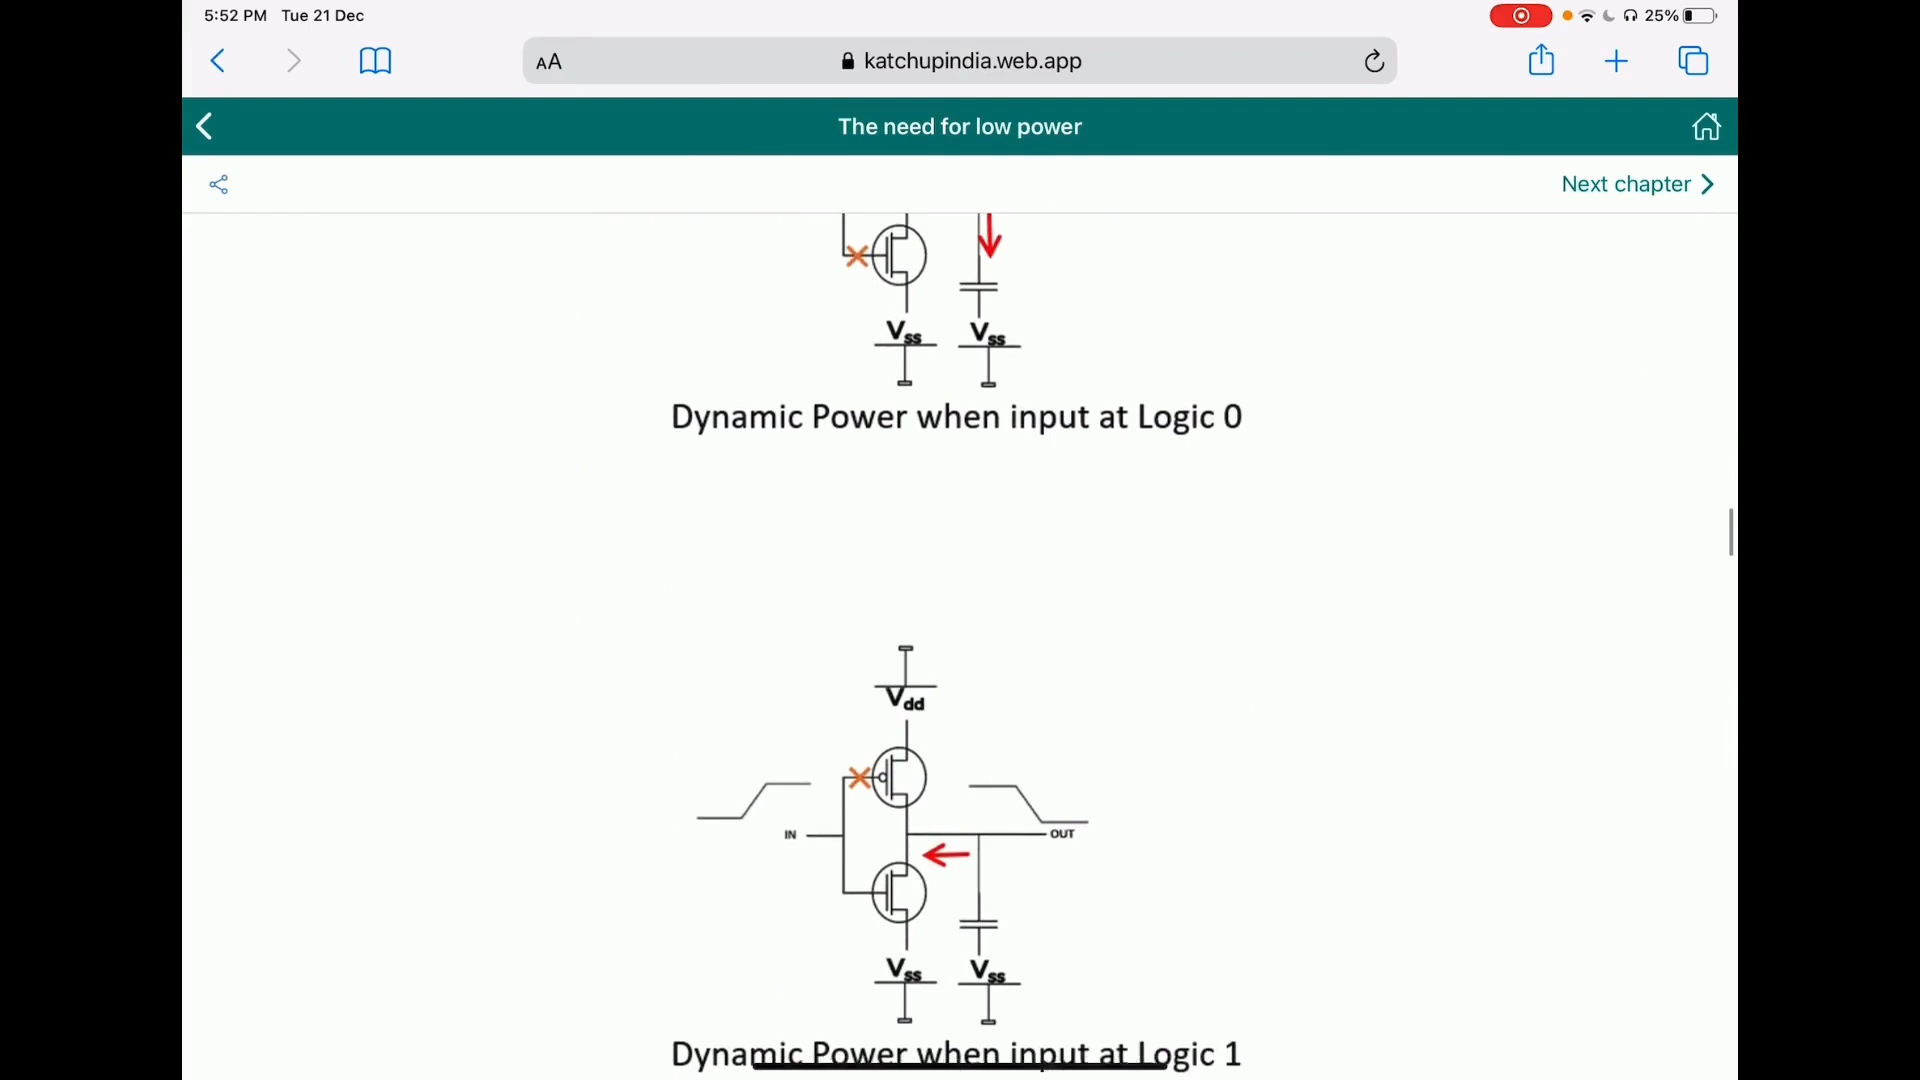 5:52 PM Tue 21 Dec
25%
AA katchupindia.web.app
The need for low power
Next chapter
Vss Vss
Dynamic Power when input at Logic 0
Vdd
IN OUT
Vss Vss
Dynamic Power when input at Logic 1